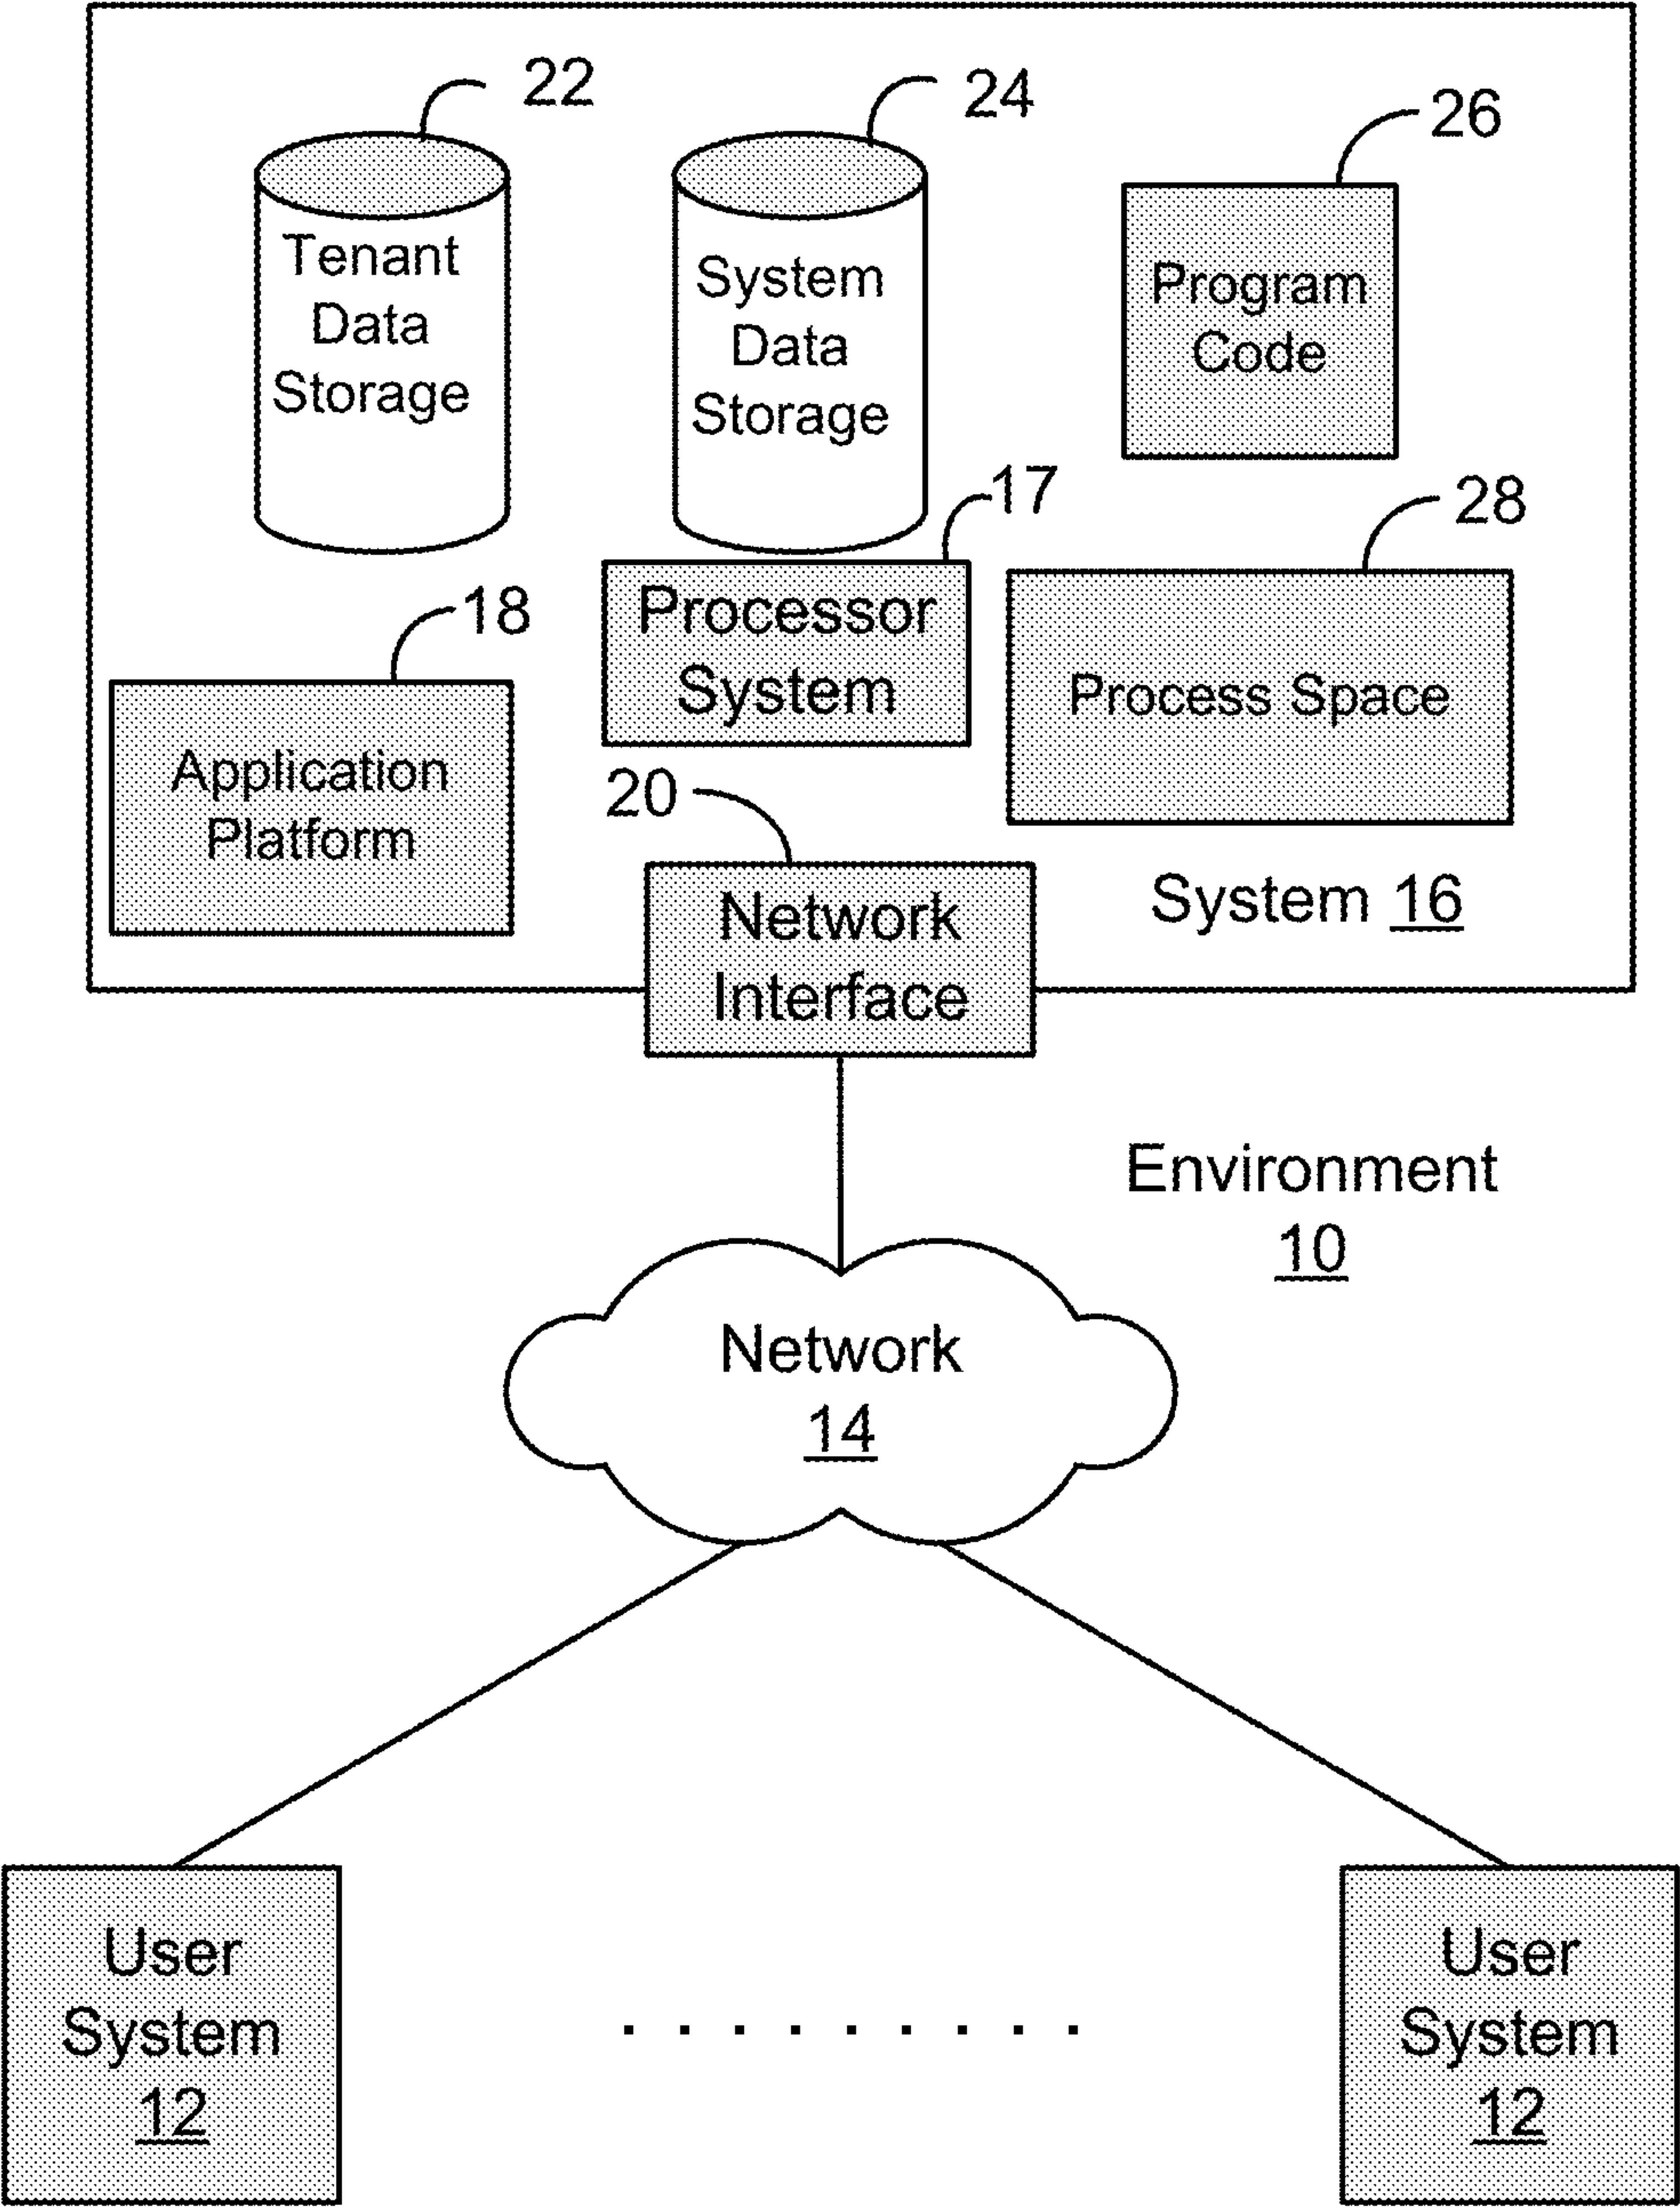 22
24
26
Tenant
Data
Storage
System
Data
Storage
Program
Code
17
28
18
Processor
System
Process Space
Application
Platform
20
Network
Interface
System 16
Environment
10
Network
14
User
System
12
. . . . . . . . .
User
System
12